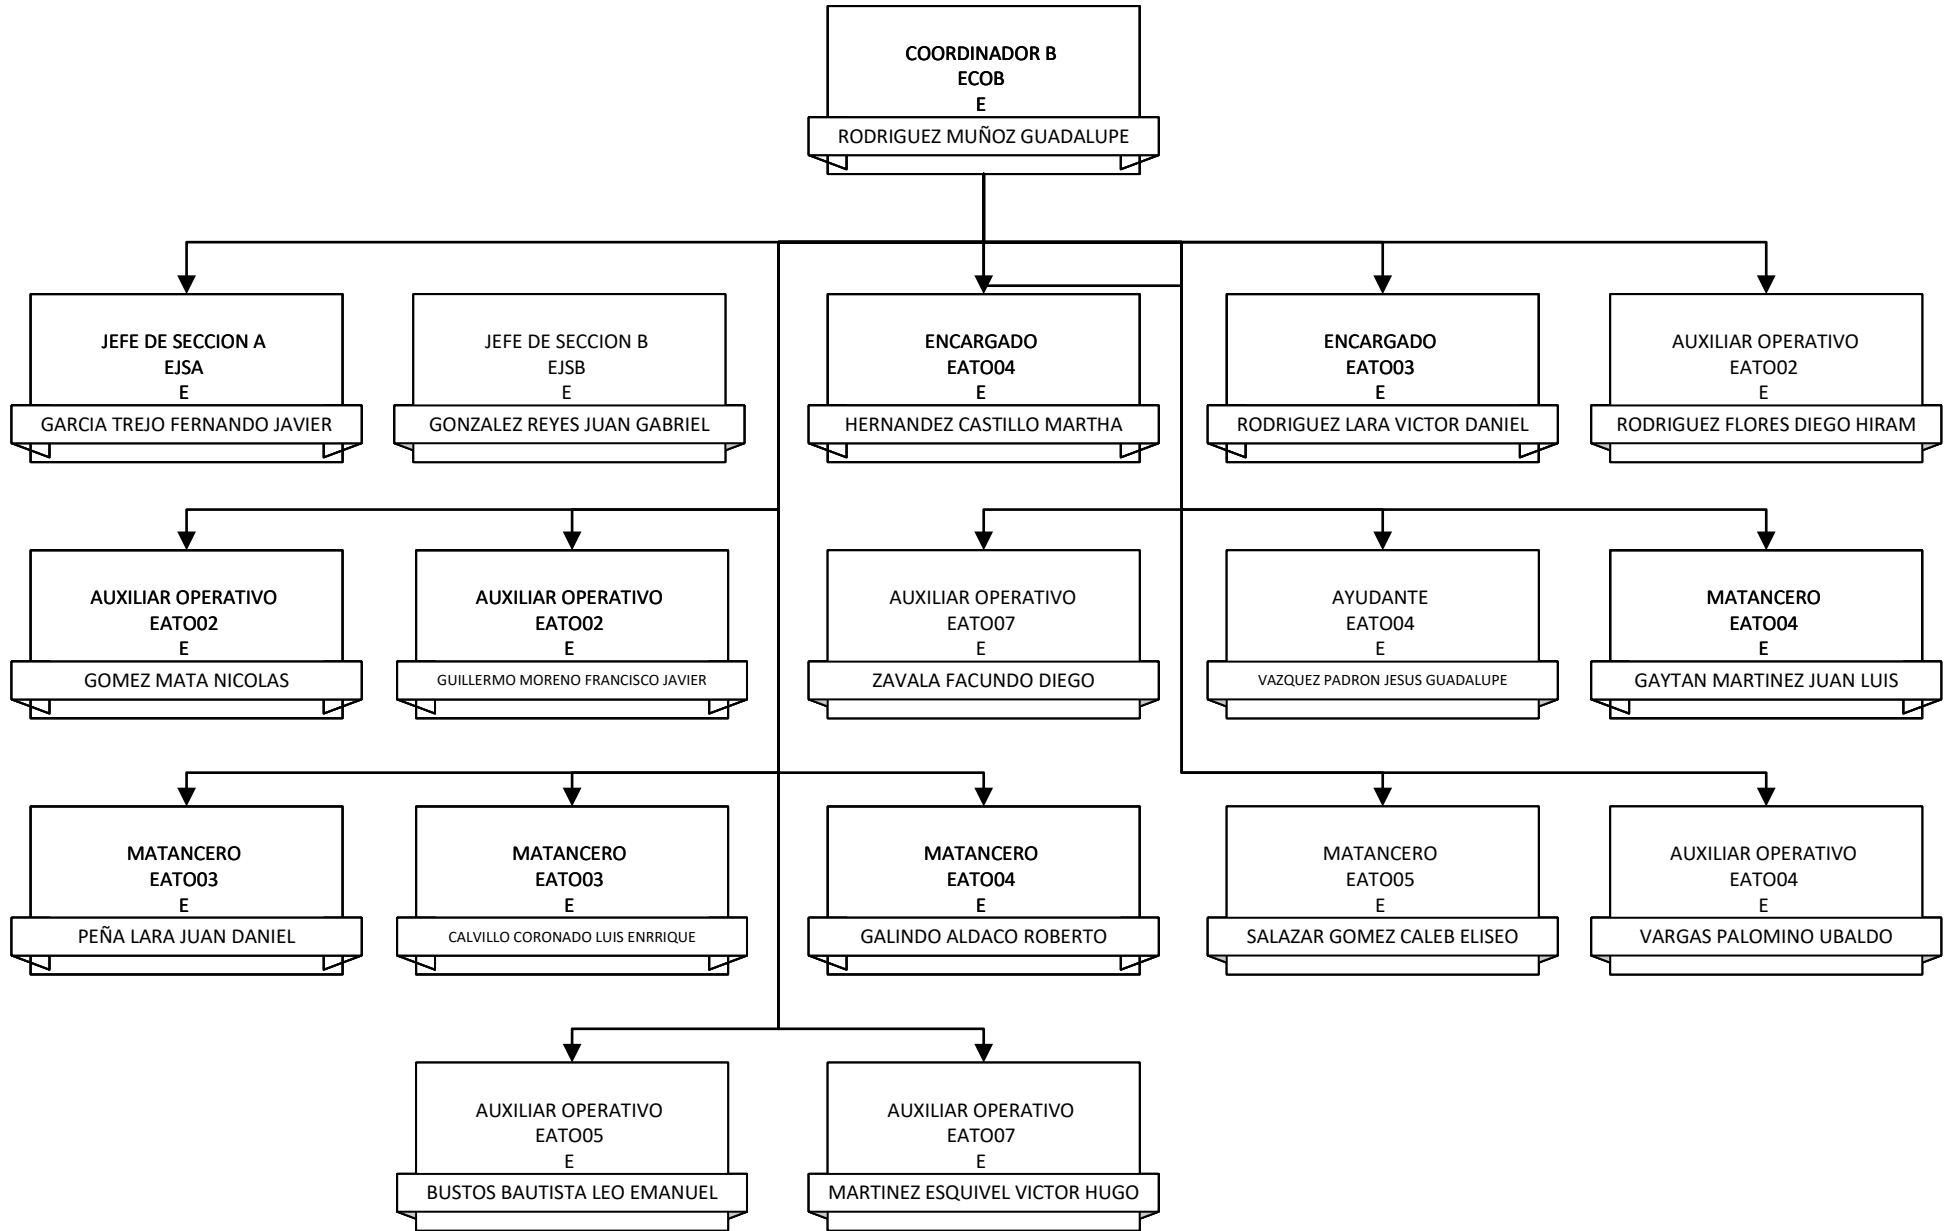 COORDINADOR B
ECOB
E
RODRIGUEZ MUÑOZ GUADALUPE
JEFE DE SECCION A
EJSA
E
GARCIA TREJO FERNANDO JAVIER
JEFE DE SECCION B
EJSB
E
GONZALEZ REYES JUAN GABRIEL
ENCARGADO
EATO04
E
HERNANDEZ CASTILLO MARTHA
ENCARGADO
EATO03
E
RODRIGUEZ LARA VICTOR DANIEL
AUXILIAR OPERATIVO
EATO02
E
RODRIGUEZ FLORES DIEGO HIRAM
AUXILIAR OPERATIVO
EATO02
E
GOMEZ MATA NICOLAS
AUXILIAR OPERATIVO
EATO02
E
GUILLERMO MORENO FRANCISCO JAVIER
AUXILIAR OPERATIVO
EATO07
E
ZAVALA FACUNDO DIEGO
AYUDANTE
EATO04
E
VAZQUEZ PADRON JESUS GUADALUPE
MATANCERO
EATO04
E
GAYTAN MARTINEZ JUAN LUIS
MATANCERO
EATO03
E
PEÑA LARA JUAN DANIEL
MATANCERO
EATO03
E
CALVILLO CORONADO LUIS ENRRIQUE
MATANCERO
EATO04
E
GALINDO ALDACO ROBERTO
MATANCERO
EATO05
E
SALAZAR GOMEZ CALEB ELISEO
AUXILIAR OPERATIVO
EATO04
E
VARGAS PALOMINO UBALDO
AUXILIAR OPERATIVO
EATO05
E
BUSTOS BAUTISTA LEO EMANUEL
AUXILIAR OPERATIVO
EATO07
E
MARTINEZ ESQUIVEL VICTOR HUGO